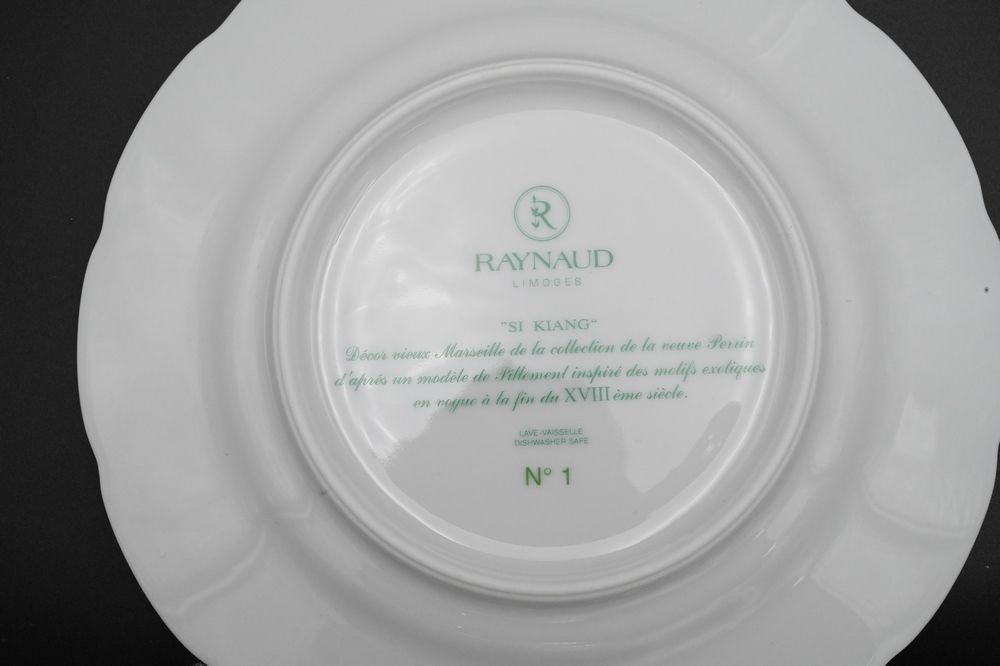 R
RAYNAUD
LIMOGES
"SI KIANG"
Décor vieux Marseille de la collection de la veuve Perrin
d'aprés un modèle de Pillement inspiré des motifs exotiques
en vogue à la fin du XVIII ème siècle.
LAVE-VAISSELLE
DISHWASHER SAFE
N° 1